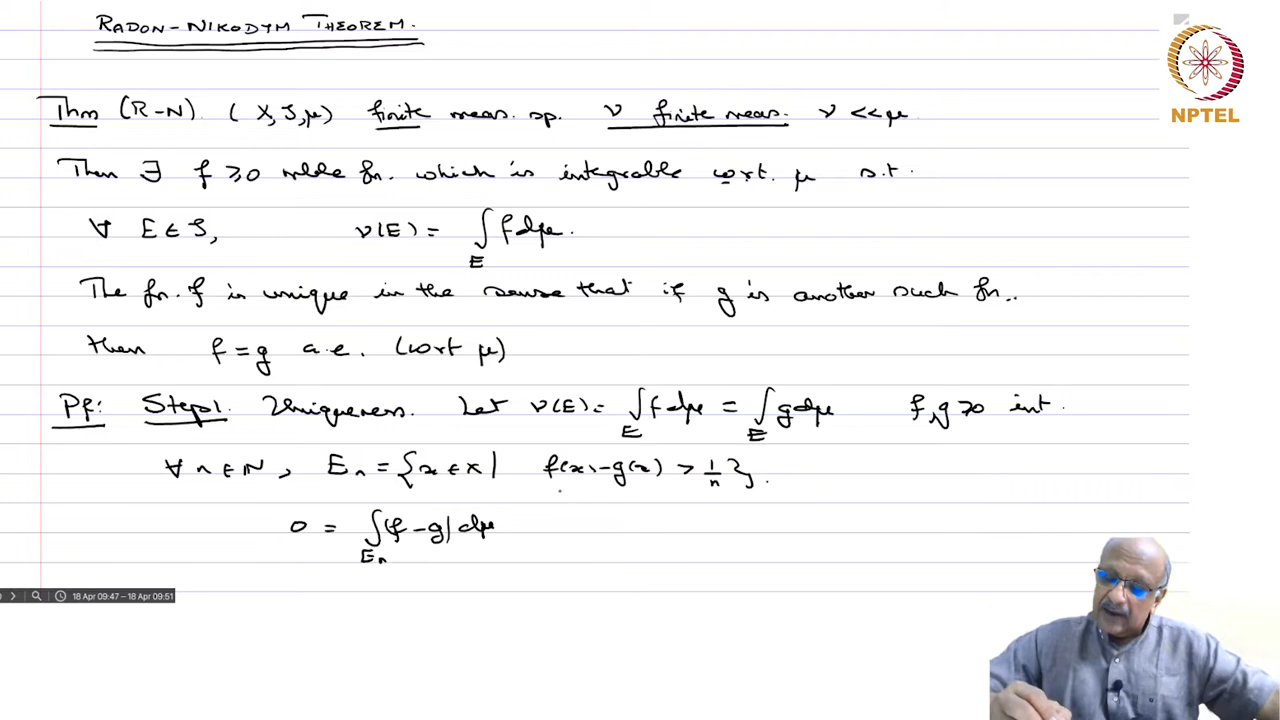 RADON-NIKODYM THEOREM.
NPTEL
Thm (R-N). (X, S, μ) finite meas. sp. ν finite meas. ν << μ
Then ∃ f ≥ 0 mble fn. which is integrable w.r.t. μ s.t.
∀ E ∈ S, ν(E) = ∫_E f dμ.
The fn. f is unique in the sense that if g is another such fn..
then f = g a.e. (wrt μ)
Pf: Step1. Uniqueness. Let ν(E) = ∫_E f dμ = ∫_E g dμ f, g ≥ 0 int.
∀ n ∈ ℕ, E_n = {x ∈ X | f(x) - g(x) > 1/n}.
0 = ∫_{E_n} (f - g) dμ
18 Apr 09:47 – 18 Apr 09:51